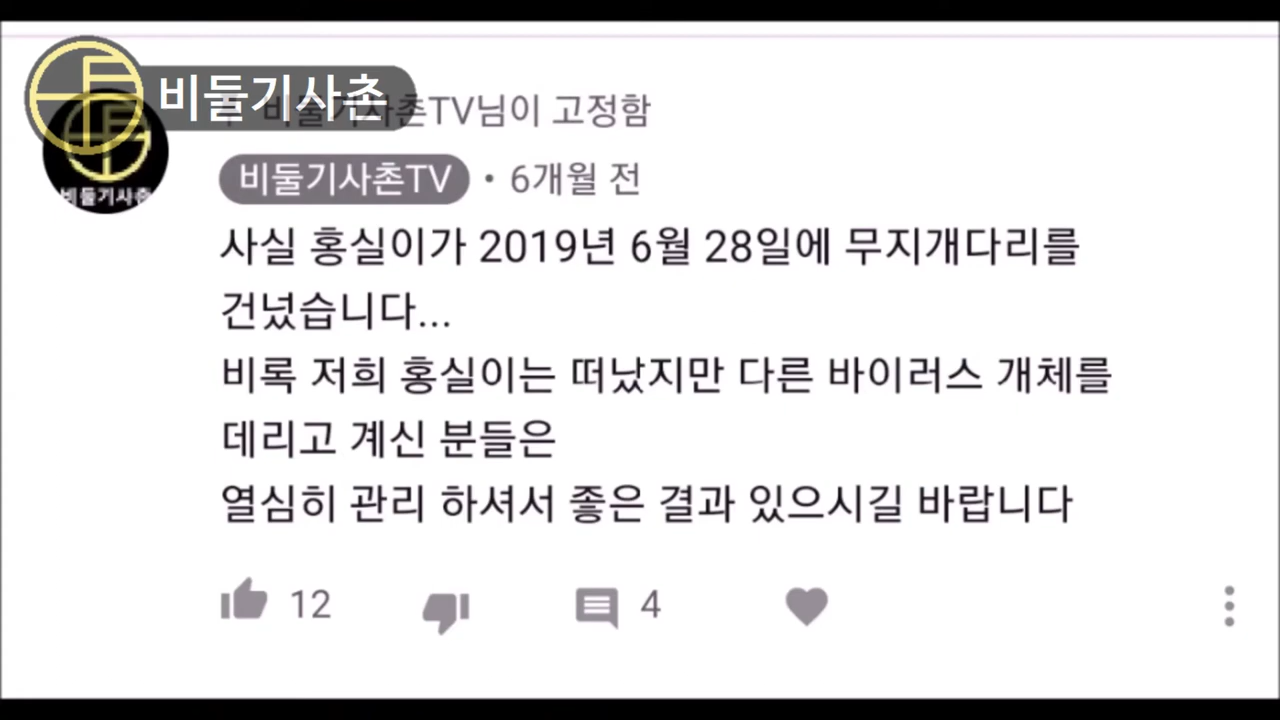 비둘기사촌
비둘기사촌TV님이 고정함
비둘기사촌TV • 6개월 전
비둘기사촌
사실 홍실이가 2019년 6월 28일에 무지개다리를
건넜습니다...
비록 저희 홍실이는 떠났지만 다른 바이러스 개체를
데리고 계신 분들은
열심히 관리 하셔서 좋은 결과 있으시길 바랍니다
12 4